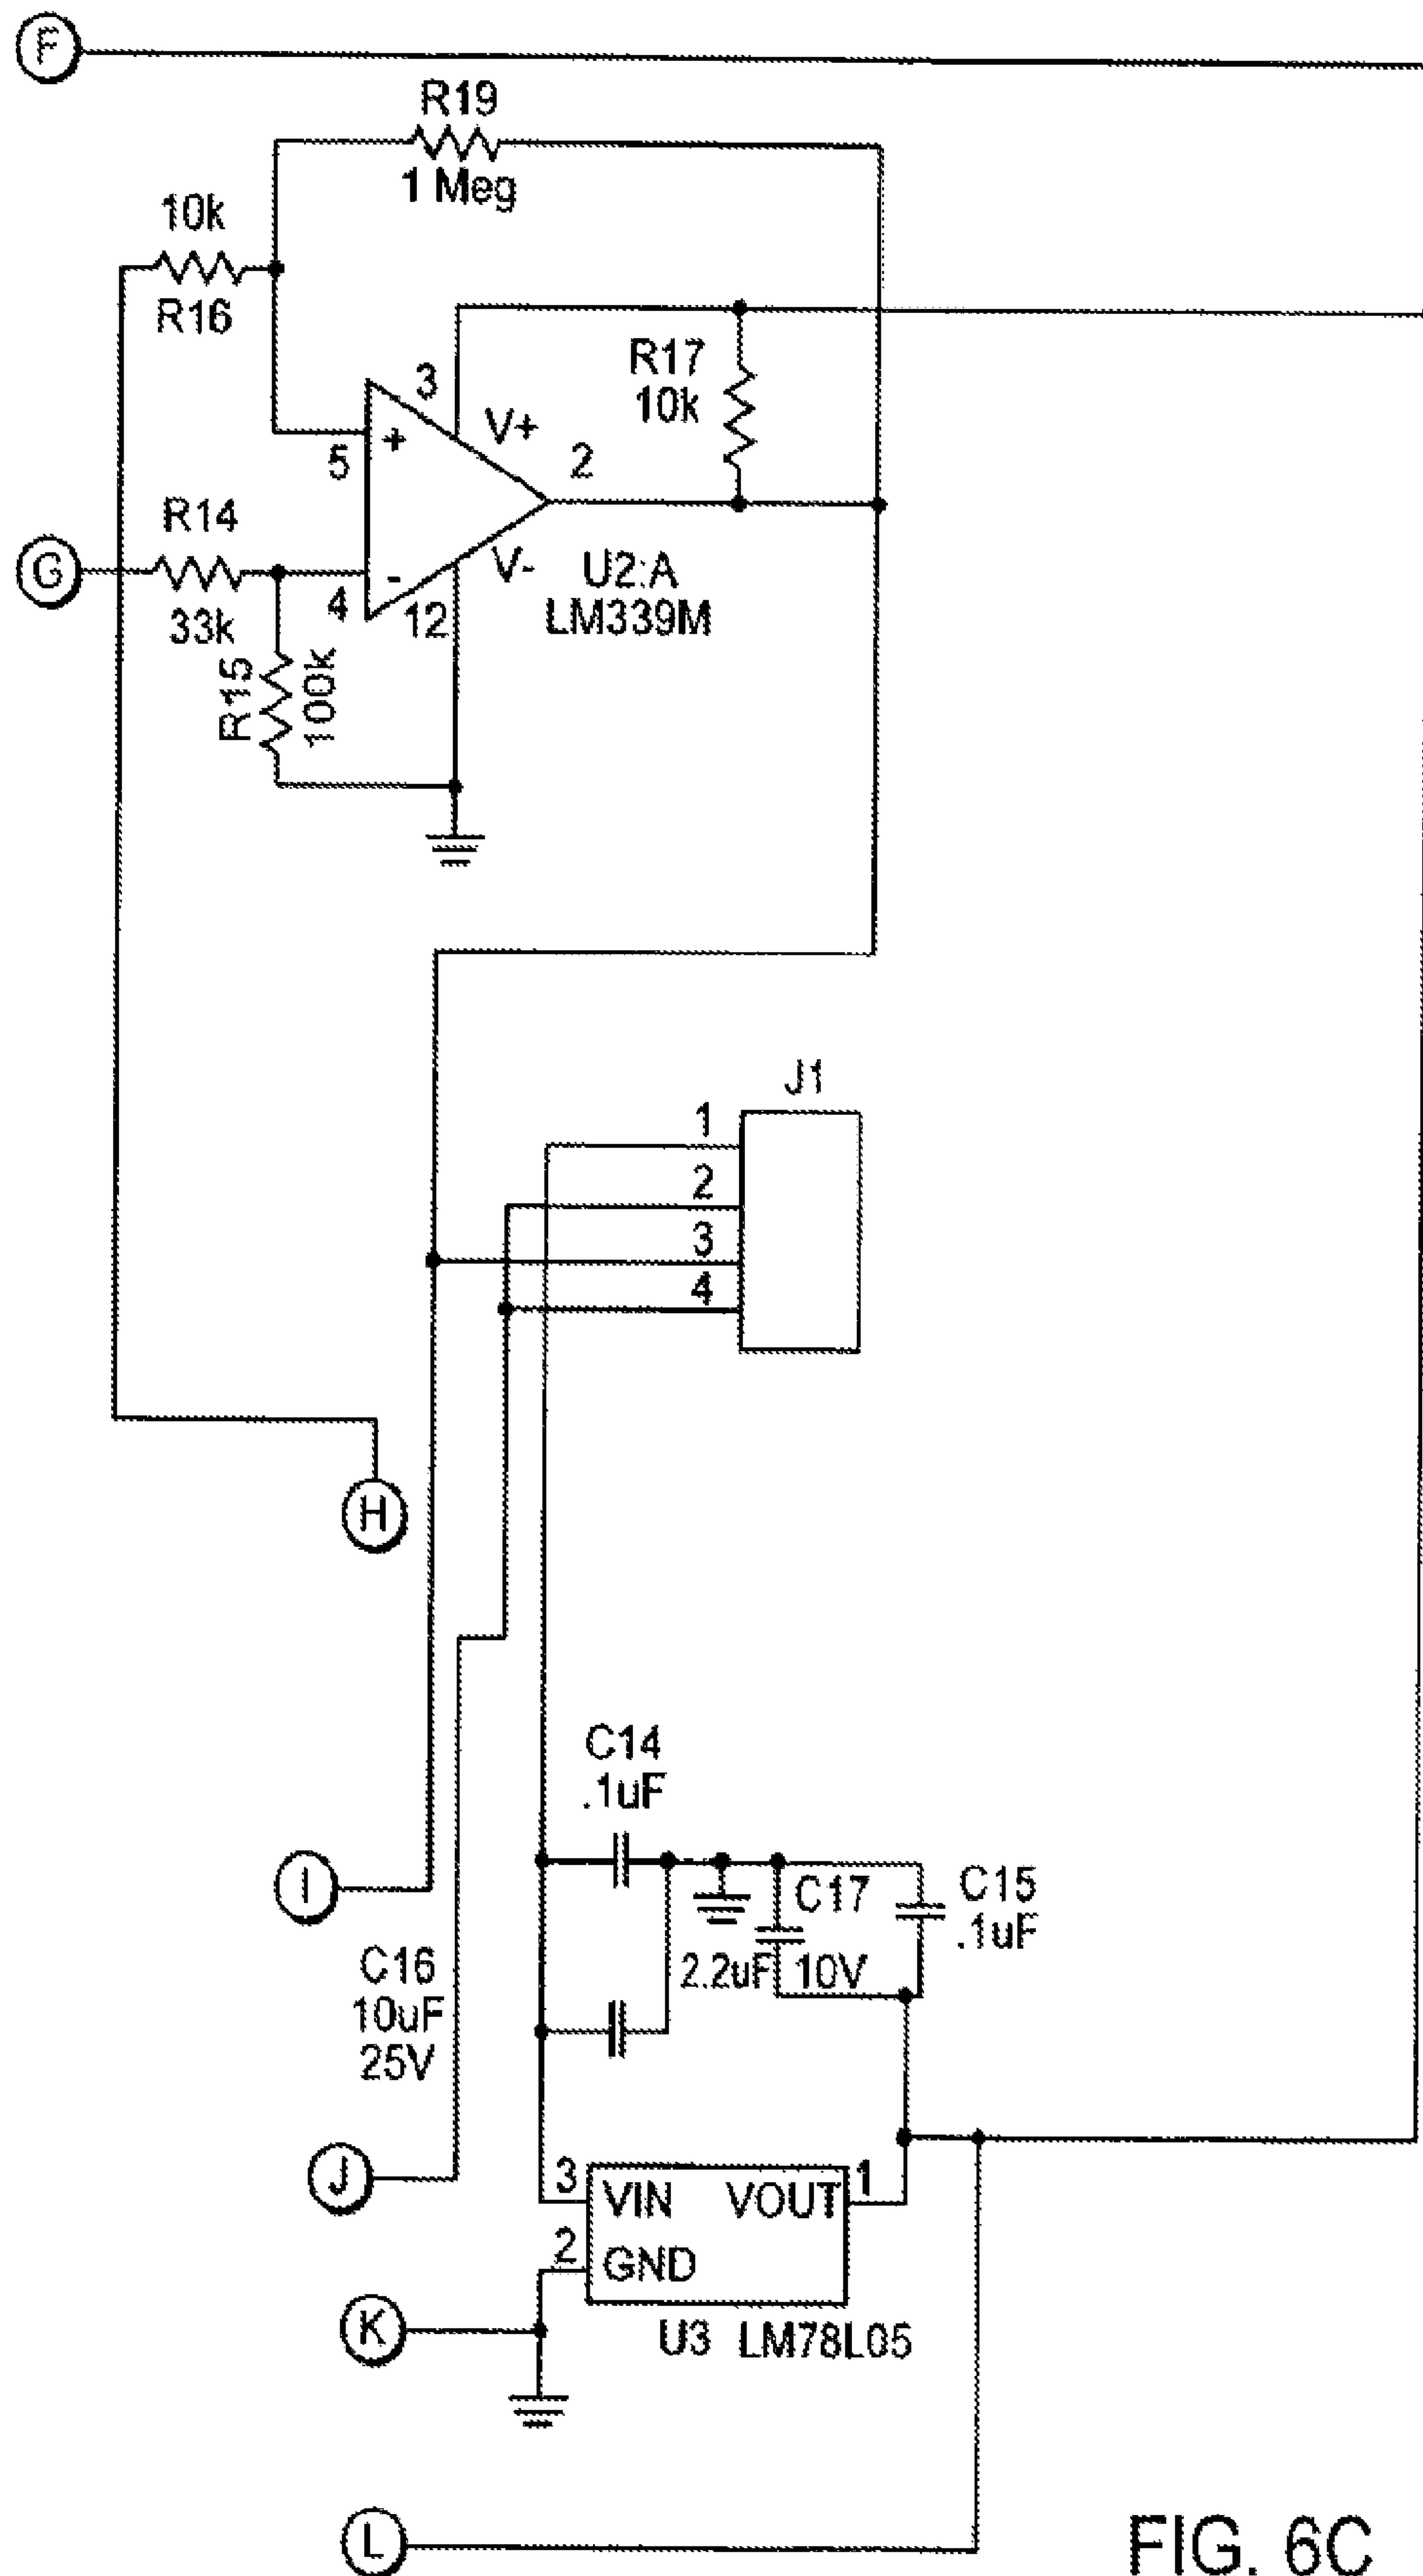 F
R19
1 Meg
10k
R16
3
V+
R17
10k
+
5
2
R14
G
-
4
33k
12
V-
U2:A
LM339M
R15
100k
J1
1
2
3
4
H
C14
.1uF
I
C17
C15
.1uF
2.2uF 10V
C16
10uF
25V
J
3
VIN VOUT
1
2
GND
K
U3 LM78L05
L
FIG. 6C